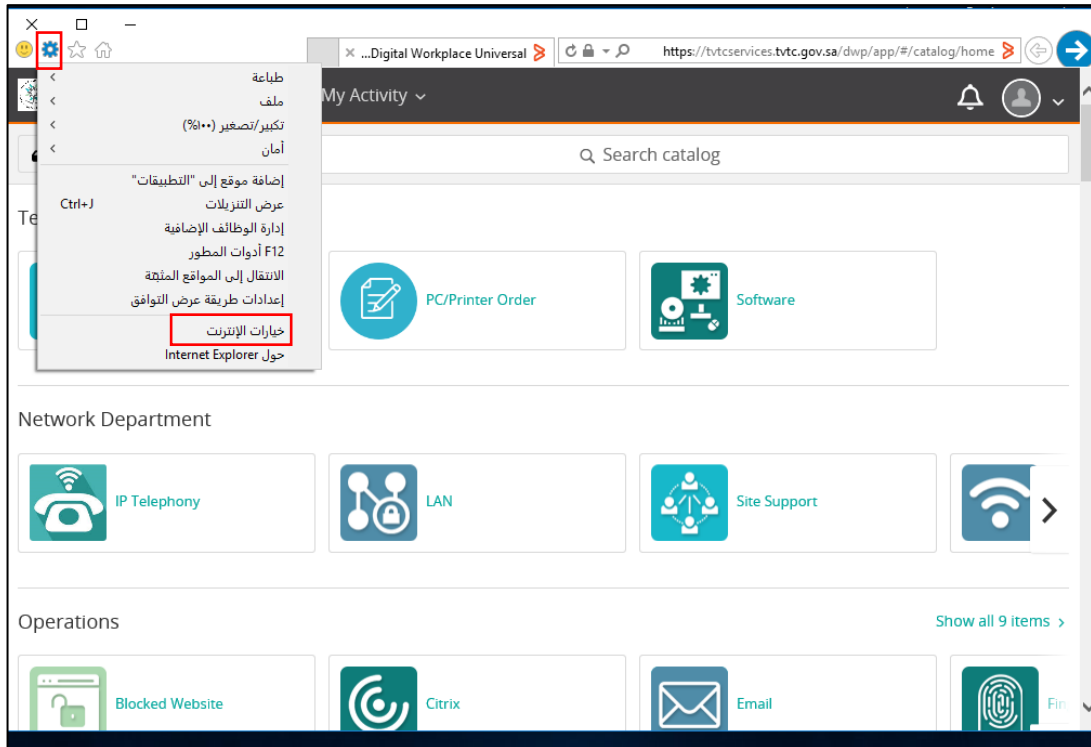 ...Digital Workplace Universal
https://tvtcservices.tvtc.gov.sa/dwp/app/#/catalog/home
My Activity
Search catalog
طباعة
ملف
تكبير/تصغير (١٠٠%)
أمان
إضافة موقع إلى "التطبيقات"
عرض التنزيلات Ctrl+J
إدارة الوظائف الإضافية
F12 أدوات المطور
الانتقال إلى المواقع المثبتة
إعدادات طريقة عرض التوافق
خيارات الإنترنت
حول Internet Explorer
Te
PC/Printer Order
Software
Network Department
IP Telephony
LAN
Site Support
Operations
Show all 9 items
Blocked Website
Citrix
Email
Fin